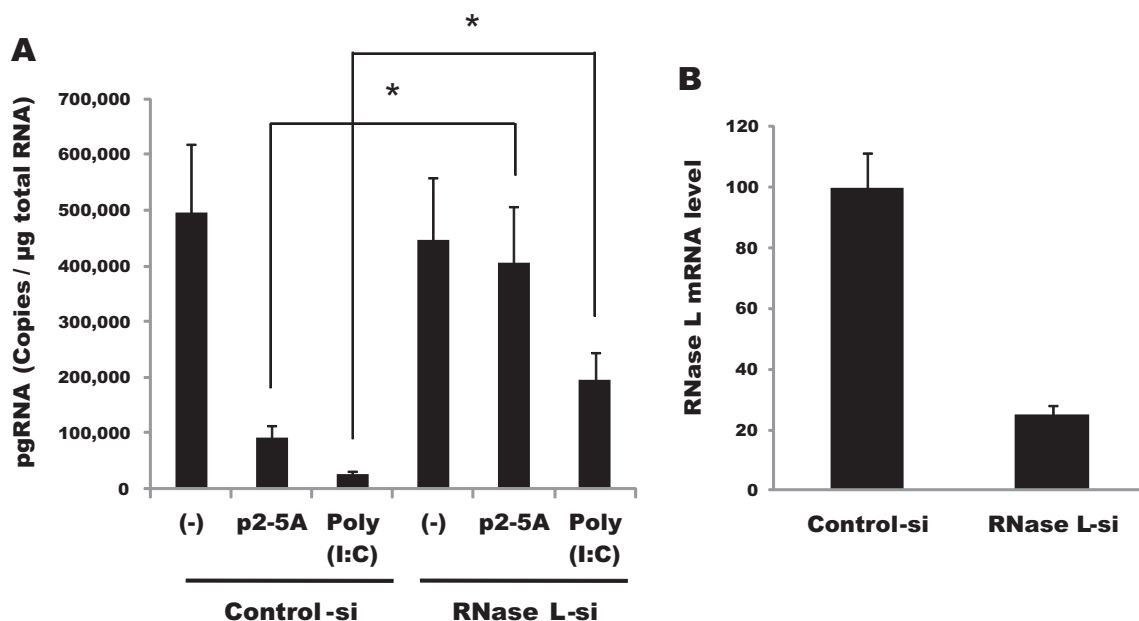 A
*
*
pgRNA (Copies / µg total RNA)
700,000
600,000
500,000
400,000
300,000
200,000
100,000
0
(-) p2-5A Poly (-) p2-5A Poly
(I:C) (I:C)
Control-si RNase L-si
B
RNase L mRNA level
120
100
80
60
40
20
0
Control-si RNase L-si